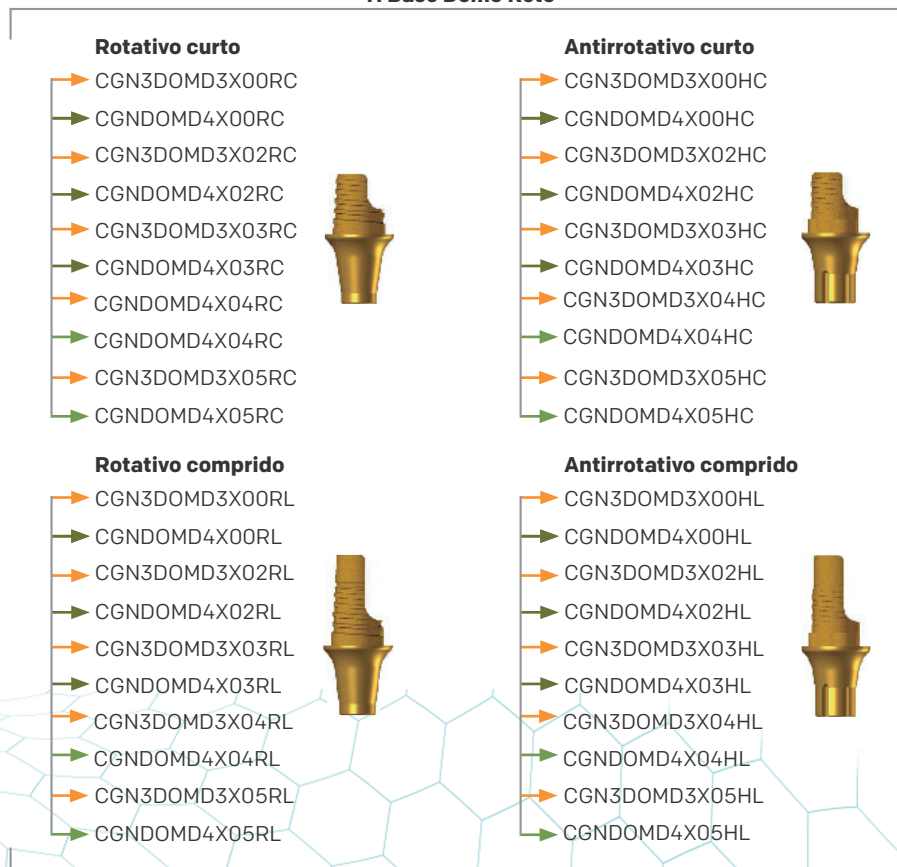 Rotativo curto
CGN3DOMD3X00RC
CGNDOMD4X00RC
CGN3DOMD3X02RC
CGNDOMD4X02RC
CGN3DOMD3X03RC
CGNDOMD4X03RC
CGNDOMD4X04RC
CGNDOMD4X04RC
CGN3DOMD3X05RC
CGNDOMD4X05RC
Antirrotativo curto
CGN3DOMD3X00HC
CGNDOMD4X00HC
CGN3DOMD3X02HC
CGNDOMD4X02HC
CGN3DOMD3X03HC
CGNDOMD4X03HC
CGN3DOMD3X04HC
CGNDOMD4X04HC
CGN3DOMD3X05HC
CGNDOMD4X05HC
Rotativo comprido
CGN3DOMD3X00RL
CGNDOMD4X00RL
CGN3DOMD3X02RL
CGNDOMD4X02RL
CGN3DOMD3X03RL
CGNDOMD4X03RL
CGN3DOMD3X04RL
CGNDOMD4X04RL
CGN3DOMD3X05RL
CGNDOMD4X05RL
Antirrotativo comprido
CGN3DOMD3X00HL
CGNDOMD4X00HL
CGN3DOMD3X02HL
CGNDOMD4X02HL
CGN3DOMD3X03HL
CGNDOMD4X03HL
CGN3DOMD3X04HL
CGNDOMD4X04HL
CGN3DOMD3X05HL
CGNDOMD4X05HL